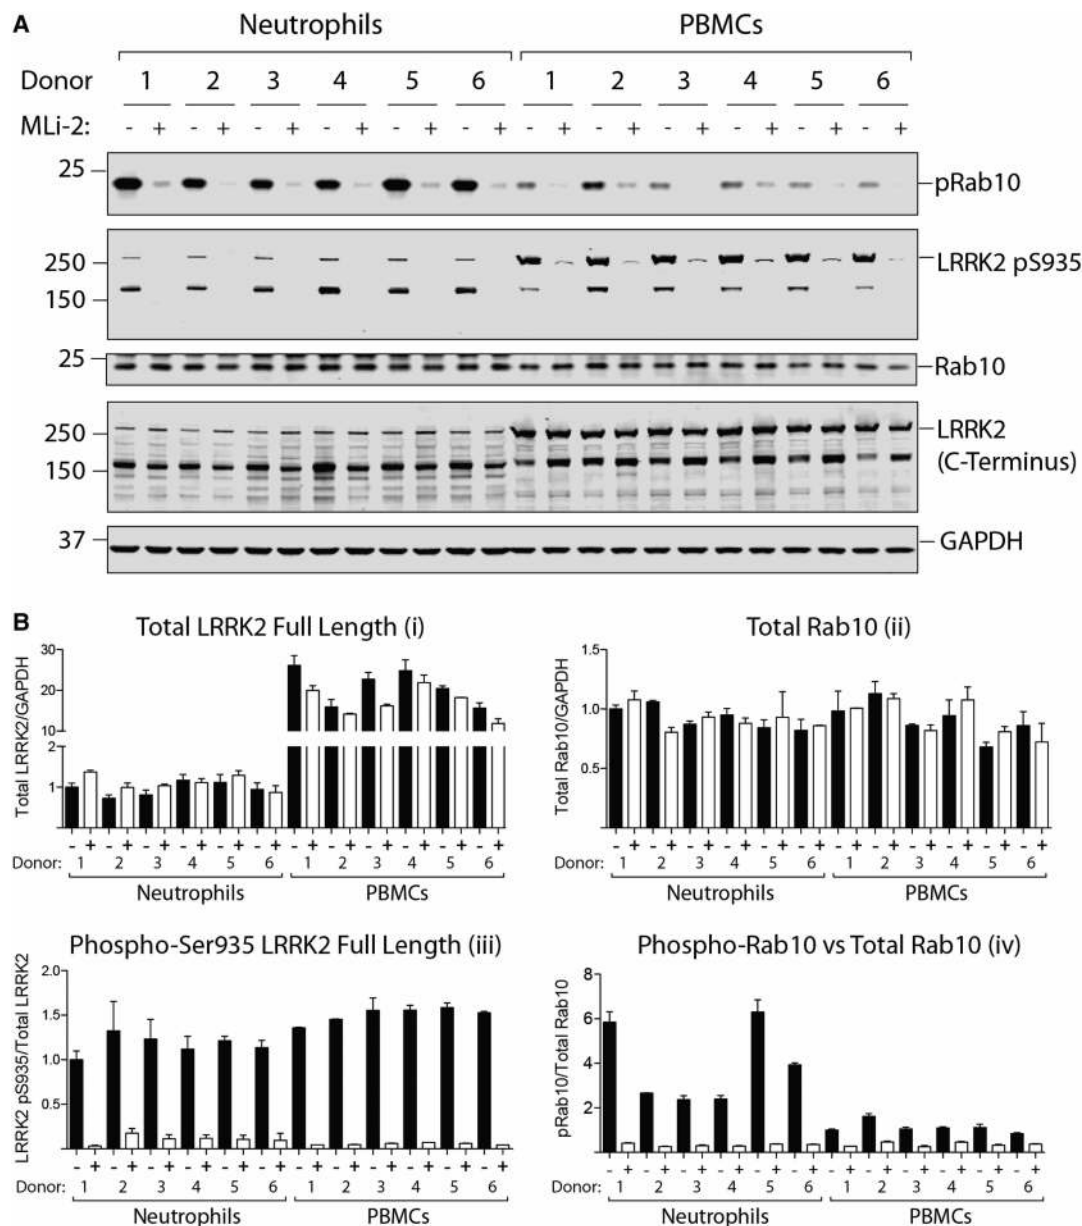 A
Neutrophils PBMCs
Donor 1 2 3 4 5 6 1 2 3 4 5 6
MLi-2: - + - + - + - + - + - + - + - + - + - + - + - +
25 pRab10
250 LRRK2 pS935
150
25 Rab10
250 LRRK2
150 (C-Terminus)
37 GAPDH
B
Total LRRK2 Full Length (i)
Total LRRK2/GAPDH
30
20
10
2
1
- + - + - + - + - + - + - + - + - + - + - + - +
Donor: 1 2 3 4 5 6 1 2 3 4 5 6
Neutrophils PBMCs
Total Rab10 (ii)
Total Rab10/GAPDH
1.5
1.0
0.5
- + - + - + - + - + - + - + - + - + - + - + - +
Donor: 1 2 3 4 5 6 1 2 3 4 5 6
Neutrophils PBMCs
Phospho-Ser935 LRRK2 Full Length (iii)
LRRK2 pS935/Total LRRK2
2.0
1.5
1.0
0.5
- + - + - + - + - + - + - + - + - + - + - + - +
Donor: 1 2 3 4 5 6 1 2 3 4 5 6
Neutrophils PBMCs
Phospho-Rab10 vs Total Rab10 (iv)
pRab10/Total Rab10
8
6
4
2
- + - + - + - + - + - + - + - + - + - + - + - +
Donor: 1 2 3 4 5 6 1 2 3 4 5 6
Neutrophils PBMCs